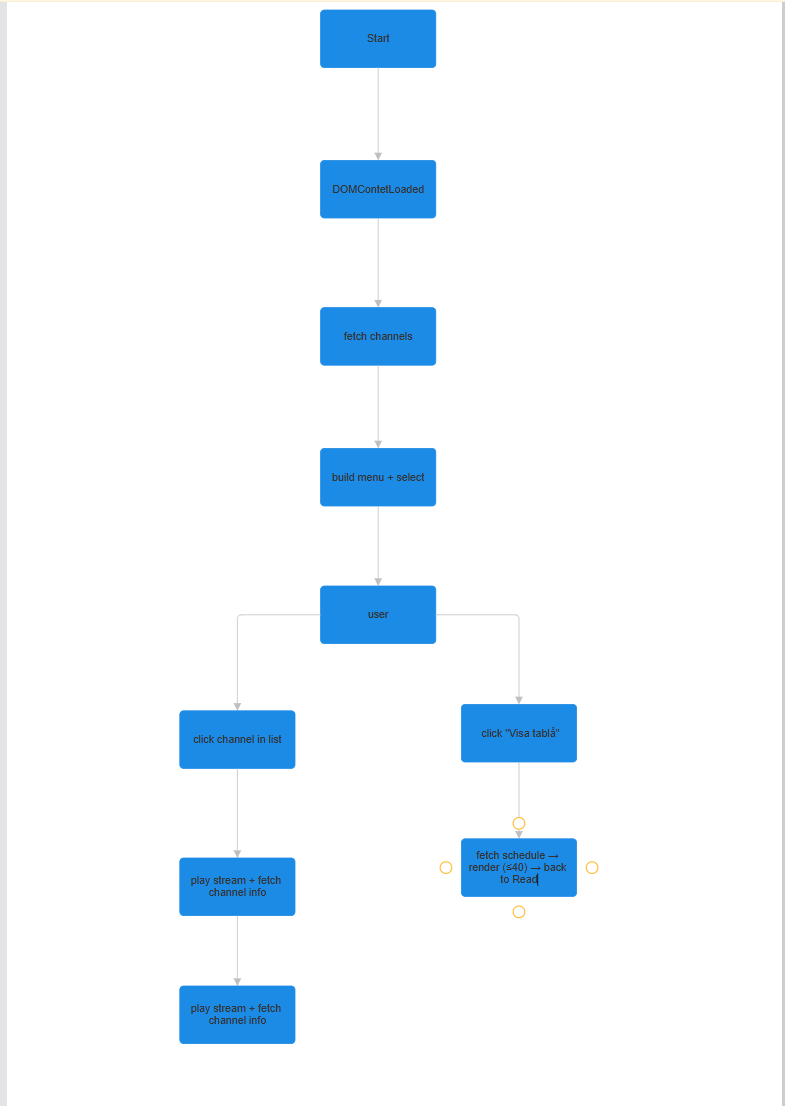 Start
DOMContetLoaded
fetch channels
build menu + select
user
click channel in list
click "Visa tablå"
fetch schedule →
render (≤40) → back
to Read
play stream + fetch
channel info
play stream + fetch
channel info